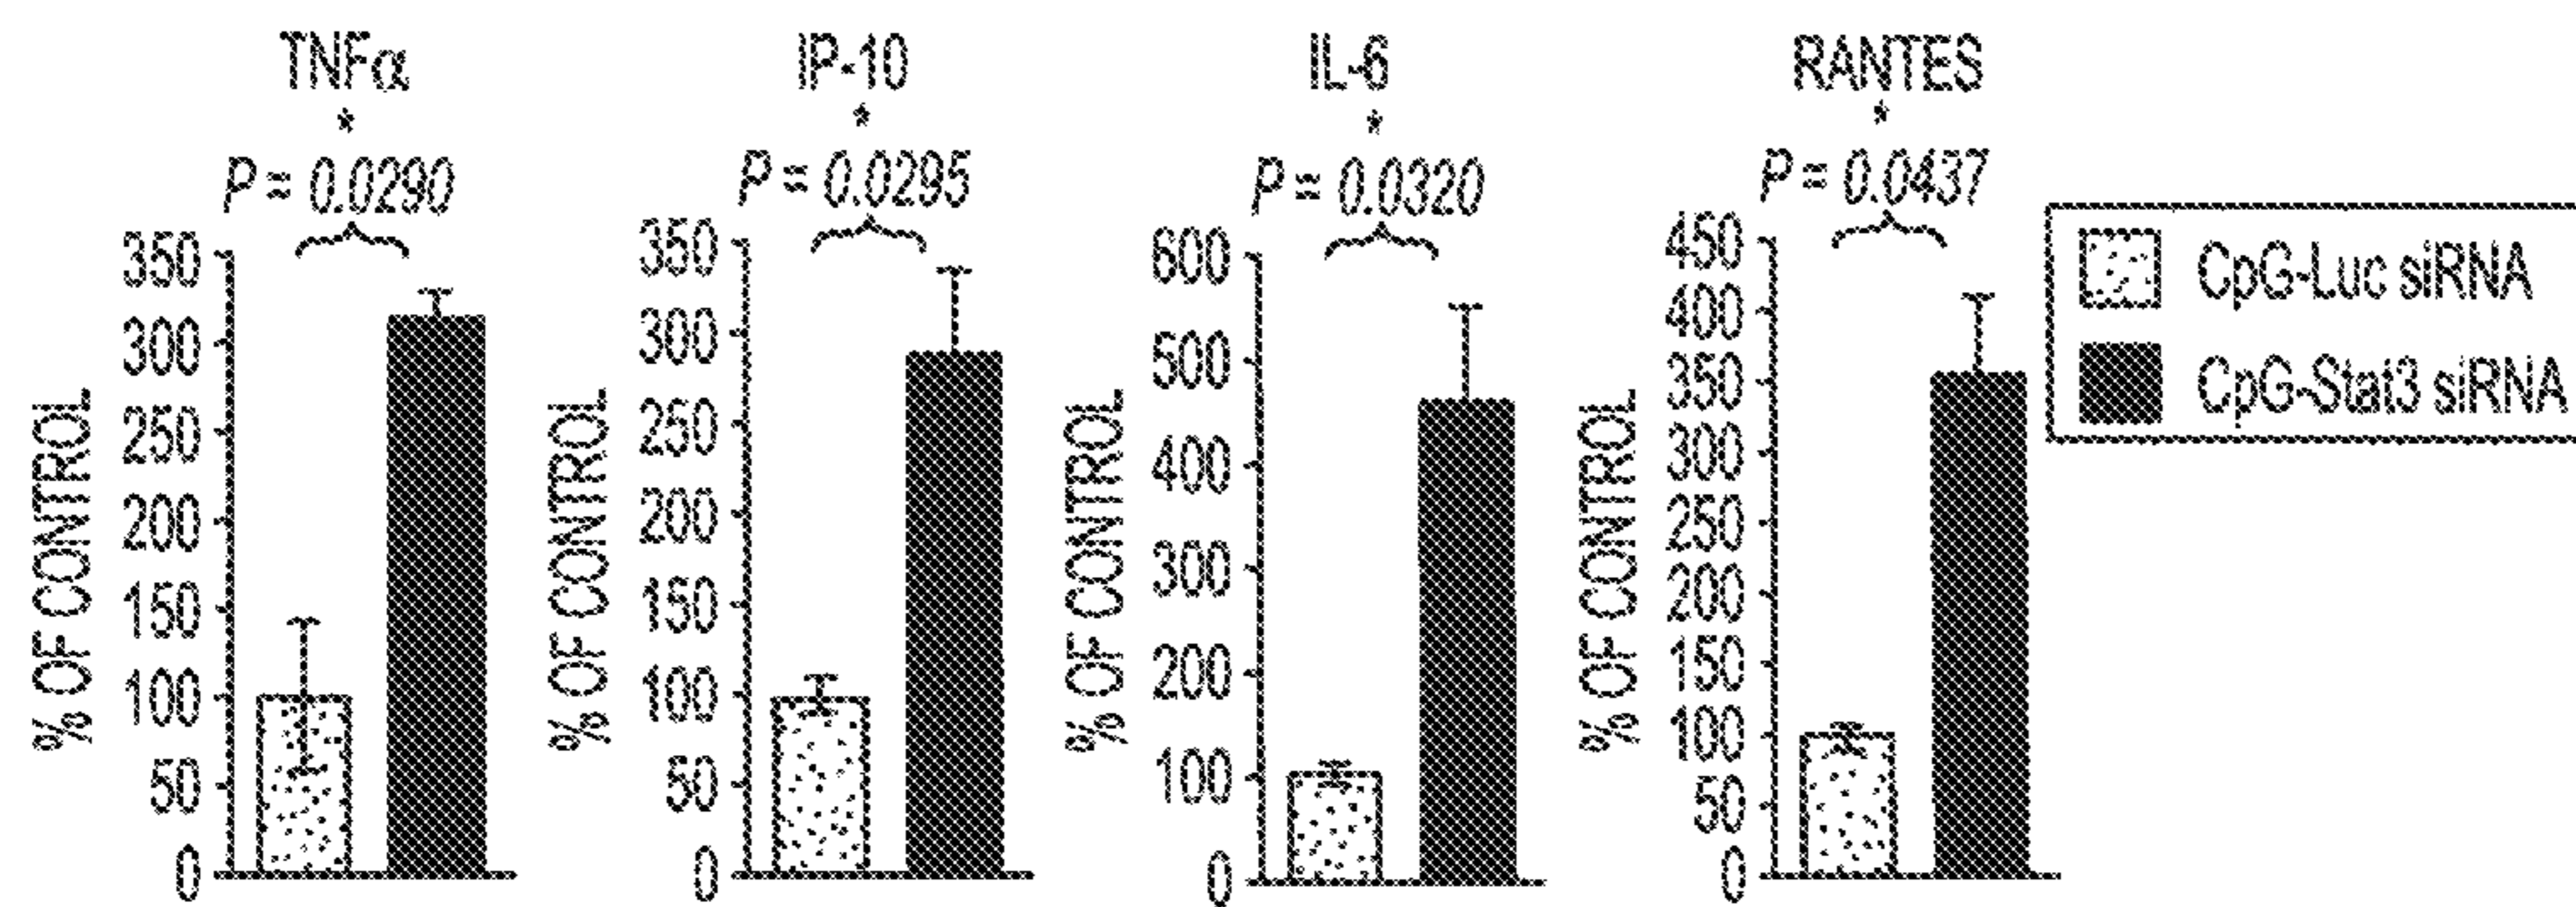 TNFα
*
P = 0.0290
% OF CONTROL
350
300
250
200
150
100
50
0
IP-10
*
P = 0.0295
% OF CONTROL
350
300
250
200
150
100
50
0
IL-6
*
P = 0.0320
% OF CONTROL
600
500
400
300
200
100
0
RANTES
*
P = 0.0437
% OF CONTROL
450
400
350
300
250
200
150
100
50
0
CpG-Luc siRNA
CpG-Stat3 siRNA